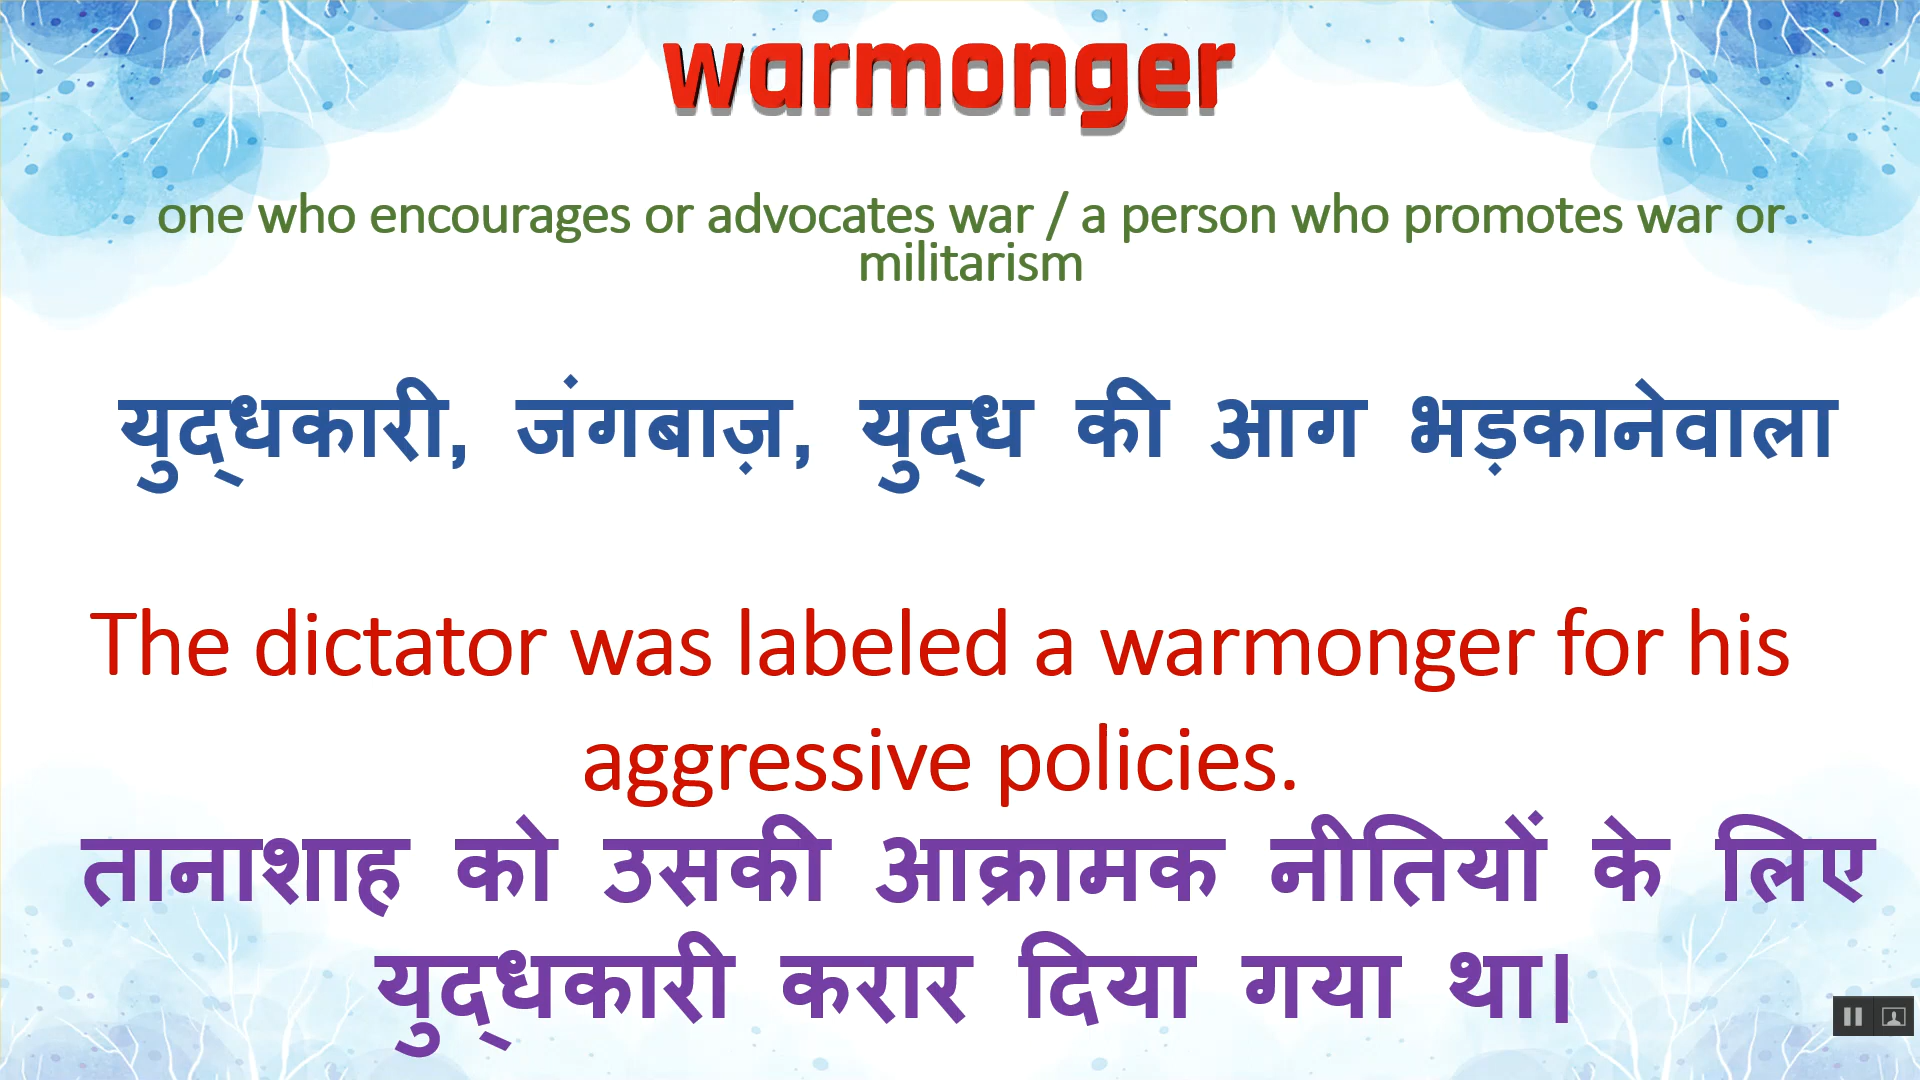 warmonger
one who encourages or advocates war / a person who promotes war or
militarism
युद्धकारी, जंगबाज़, युद्ध की आग भड़कानेवाला
The dictator was labeled a warmonger for his
aggressive policies.
तानाशाह को उसकी आक्रामक नीतियों के लिए
युद्धकारी करार दिया गया था।